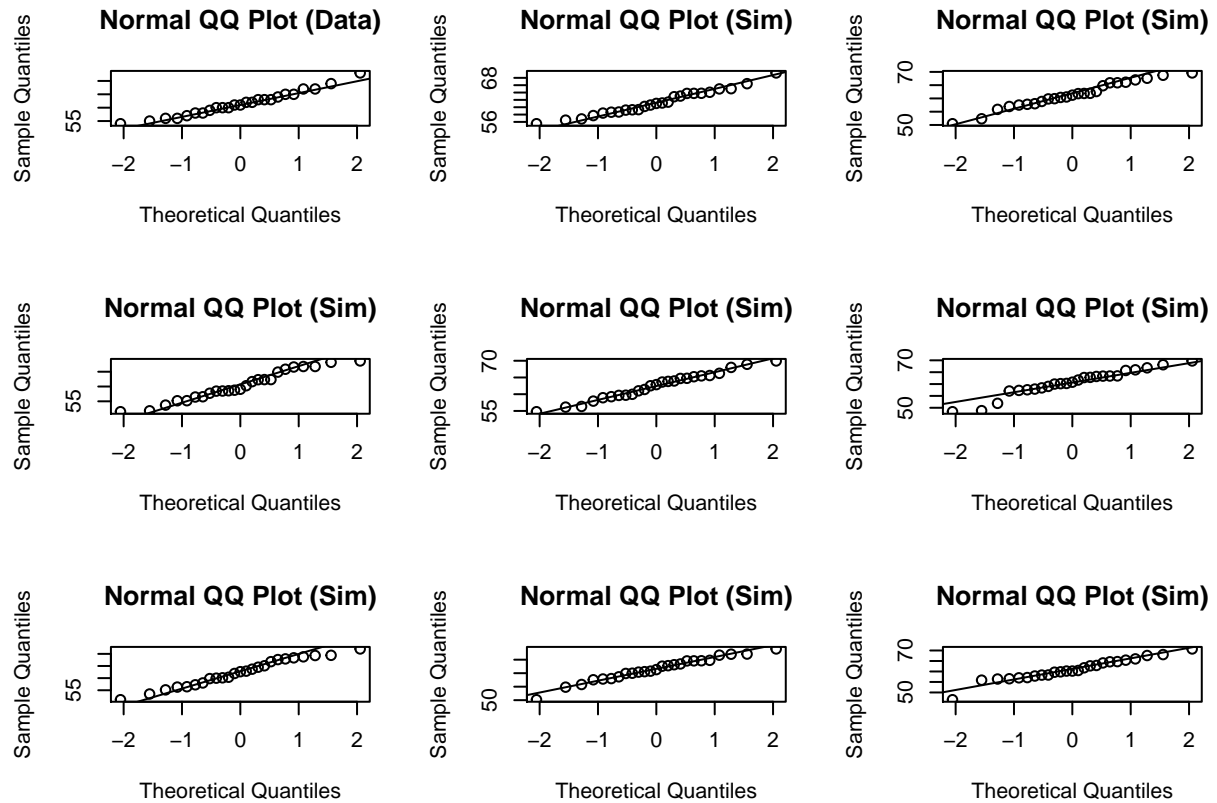 Normal QQ Plot (Data)
Sample Quantiles
55
−2 −1 0 1 2
Theoretical Quantiles
Normal QQ Plot (Sim)
Sample Quantiles
68
56
−2 −1 0 1 2
Theoretical Quantiles
Normal QQ Plot (Sim)
Sample Quantiles
70
50
−2 −1 0 1 2
Theoretical Quantiles
Normal QQ Plot (Sim)
Sample Quantiles
55
−2 −1 0 1 2
Theoretical Quantiles
Normal QQ Plot (Sim)
Sample Quantiles
70
55
−2 −1 0 1 2
Theoretical Quantiles
Normal QQ Plot (Sim)
Sample Quantiles
70
50
−2 −1 0 1 2
Theoretical Quantiles
Normal QQ Plot (Sim)
Sample Quantiles
55
−2 −1 0 1 2
Theoretical Quantiles
Normal QQ Plot (Sim)
Sample Quantiles
50
−2 −1 0 1 2
Theoretical Quantiles
Normal QQ Plot (Sim)
Sample Quantiles
70
50
−2 −1 0 1 2
Theoretical Quantiles